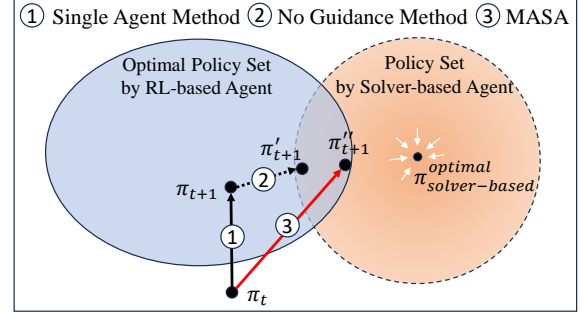 ① Single Agent Method ② No Guidance Method ③ MASA
Optimal Policy Set
by RL-based Agent
Policy
Set
by Solver-based Agent
π′ₜ₊₁
π″ₜ₊₁
πₜ₊₁
②
π^{optimal}_{solver−based}
①
③
πₜ